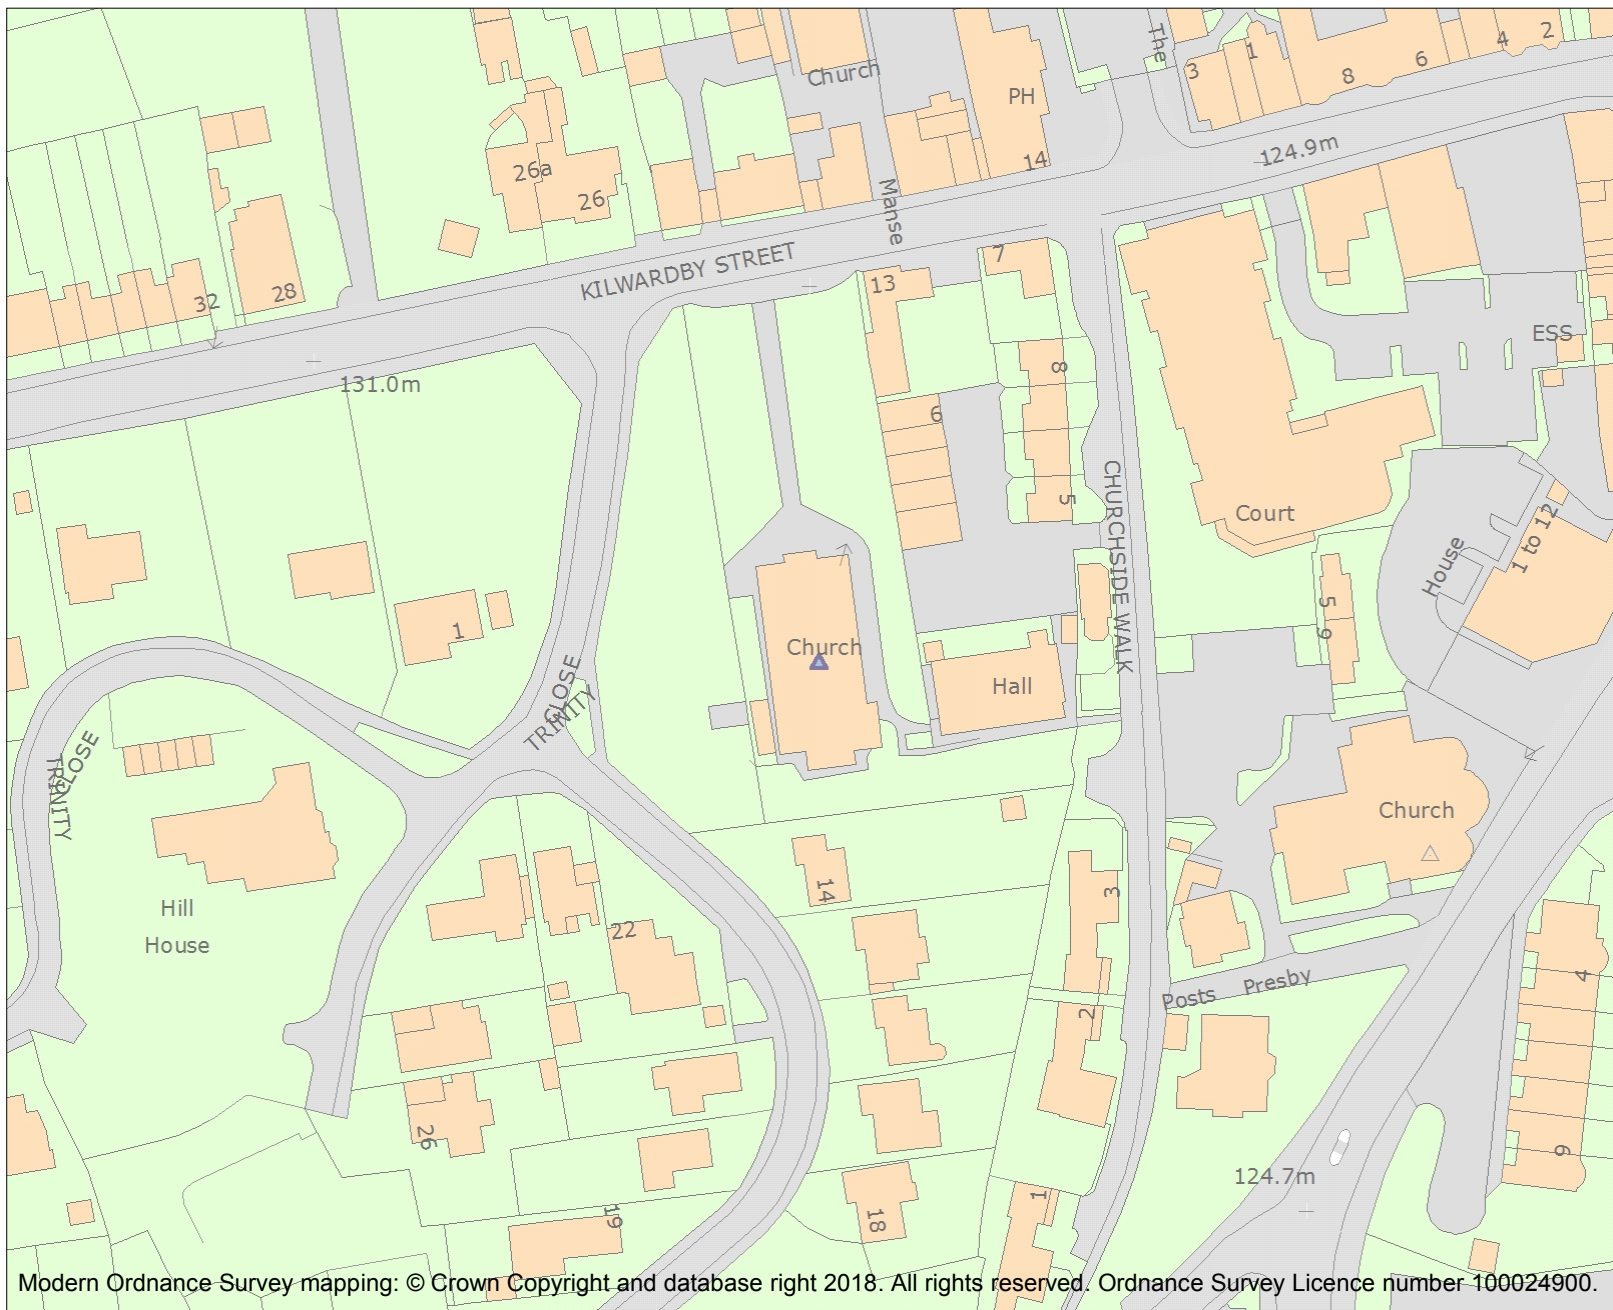 The
2
4
1
3
6
8
Church
PH
14
124.9m
26a
26
Manse
KILWARDBY STREET
7
13
32
28
ESS
131.0m
8
6
5
CHURCHSIDE WALK
Court
1 to 12
House
5
9
1
Church
Hall
TRINITY
CLOSE
TRINITY
CLOSE
Church
14
3
Hill
House
22
4
Posts
Presby
2
26
124.7m
9
1
18
19
Modern Ordnance Survey mapping: © Crown Copyright and database right 2018. All rights reserved. Ordnance Survey Licence number 100024900.